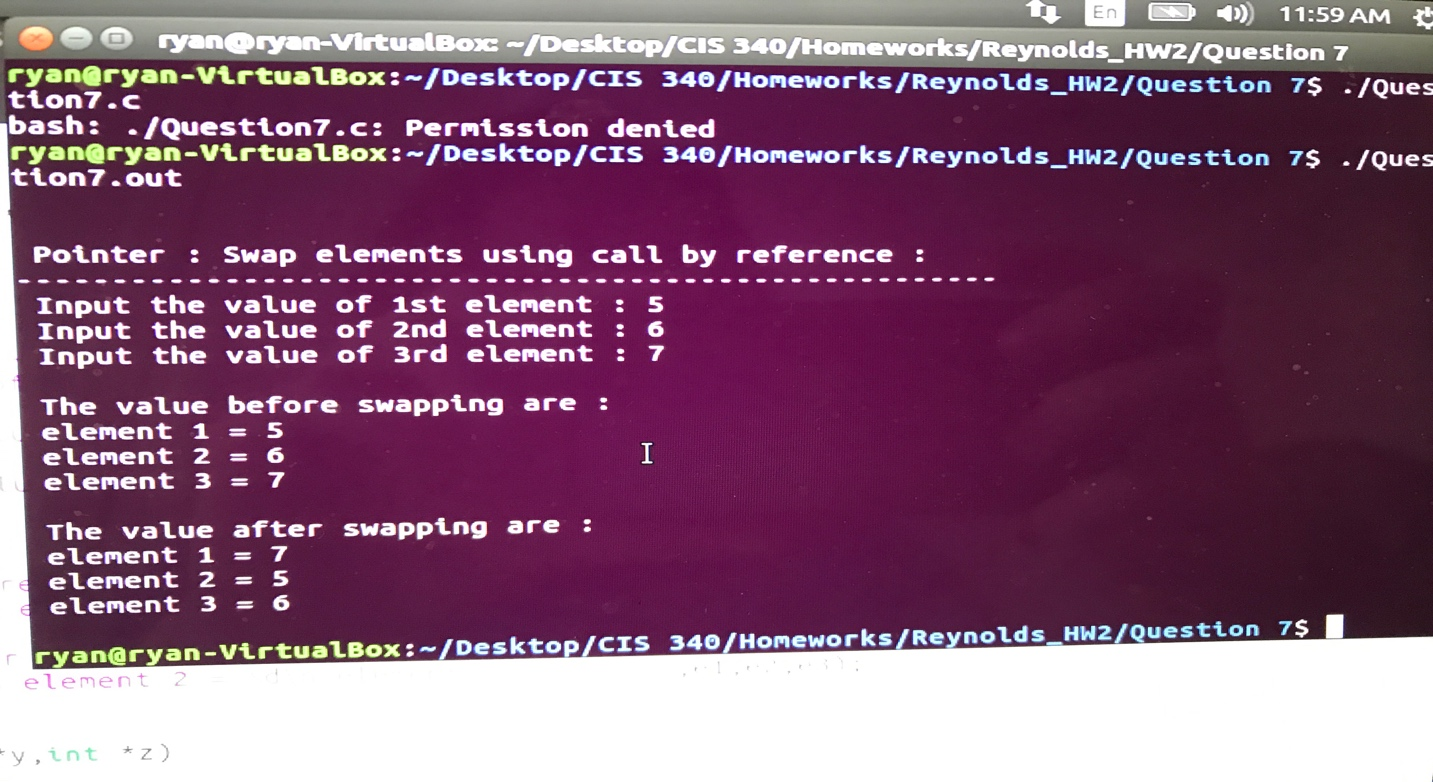 En 11:59 AM
ryan@ryan-VirtualBox: ~/Desktop/CIS 340/Homeworks/Reynolds_HW2/Question 7
ryan@ryan-VirtualBox:~/Desktop/CIS 340/Homeworks/Reynolds_HW2/Question 7$ ./Ques
tion7.c
bash: ./Question7.c: Permission denied
ryan@ryan-VirtualBox:~/Desktop/CIS 340/Homeworks/Reynolds_HW2/Question 7$ ./Ques
tion7.out
Pointer : Swap elements using call by reference :
----------------------------------------------------
Input the value of 1st element : 5
Input the value of 2nd element : 6
Input the value of 3rd element : 7
The value before swapping are :
element 1 = 5
element 2 = 6
element 3 = 7
The value after swapping are :
element 1 = 7
element 2 = 5
element 3 = 6
ryan@ryan-VirtualBox:~/Desktop/CIS 340/Homeworks/Reynolds_HW2/Question 7$
element 2
*y,int *z)